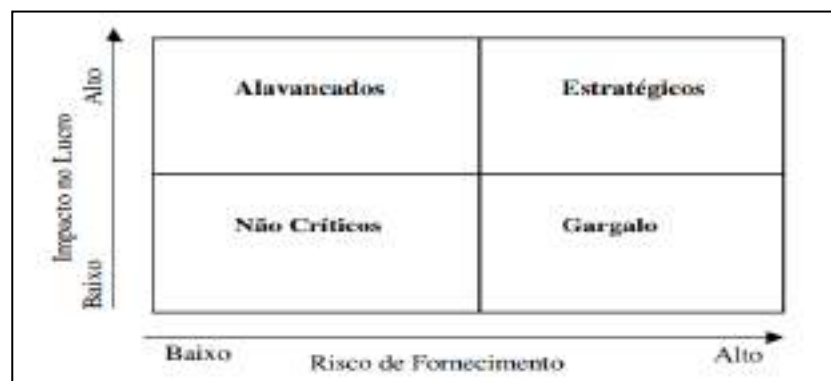 Alto
Impacto no Lucro
Baixo
Alavancados
Estratégicos
Não Críticos
Gargalo
Baixo
Risco de Fornecimento
Alto